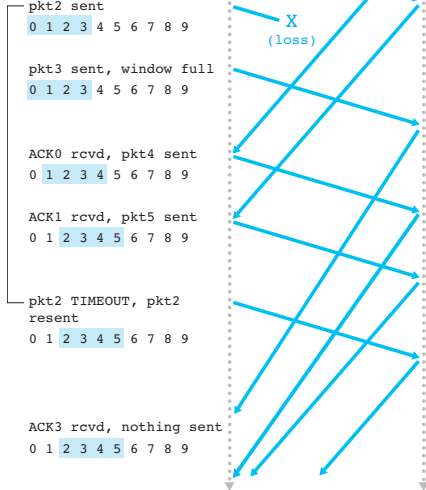 pkt2 sent
0 1 2 3 4 5 6 7 8 9
X
(loss)
pkt3 sent, window full
0 1 2 3 4 5 6 7 8 9
ACK0 rcvd, pkt4 sent
0 1 2 3 4 5 6 7 8 9
ACK1 rcvd, pkt5 sent
0 1 2 3 4 5 6 7 8 9
pkt2 TIMEOUT, pkt2
resent
0 1 2 3 4 5 6 7 8 9
ACK3 rcvd, nothing sent
0 1 2 3 4 5 6 7 8 9